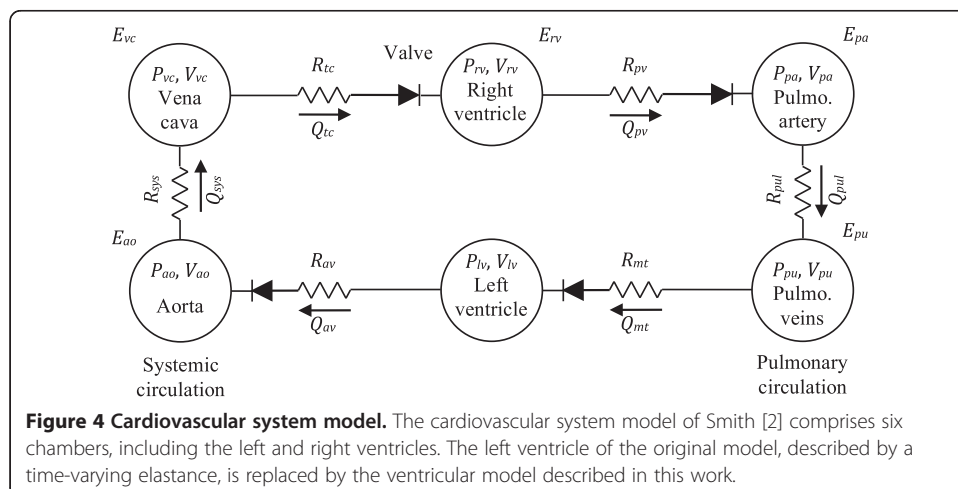 E_vc
Valve
E_rv
E_pa
R_tc
R_pv
P_vc, V_vc
Vena
cava
P_rv, V_rv
Right
ventricle
P_pa, V_pa
Pulmo.
artery
Q_tc
Q_pv
R_sys
Q_sys
R_pul
Q_pul
E_ao
E_pu
R_av
R_mt
P_ao, V_ao
Aorta
P_lv, V_lv
Left
ventricle
P_pu, V_pu
Pulmo.
veins
Q_av
Q_mt
Systemic
circulation
Pulmonary
circulation
Figure 4 Cardiovascular system model. The cardiovascular system model of Smith [2] comprises six
chambers, including the left and right ventricles. The left ventricle of the original model, described by a
time-varying elastance, is replaced by the ventricular model described in this work.